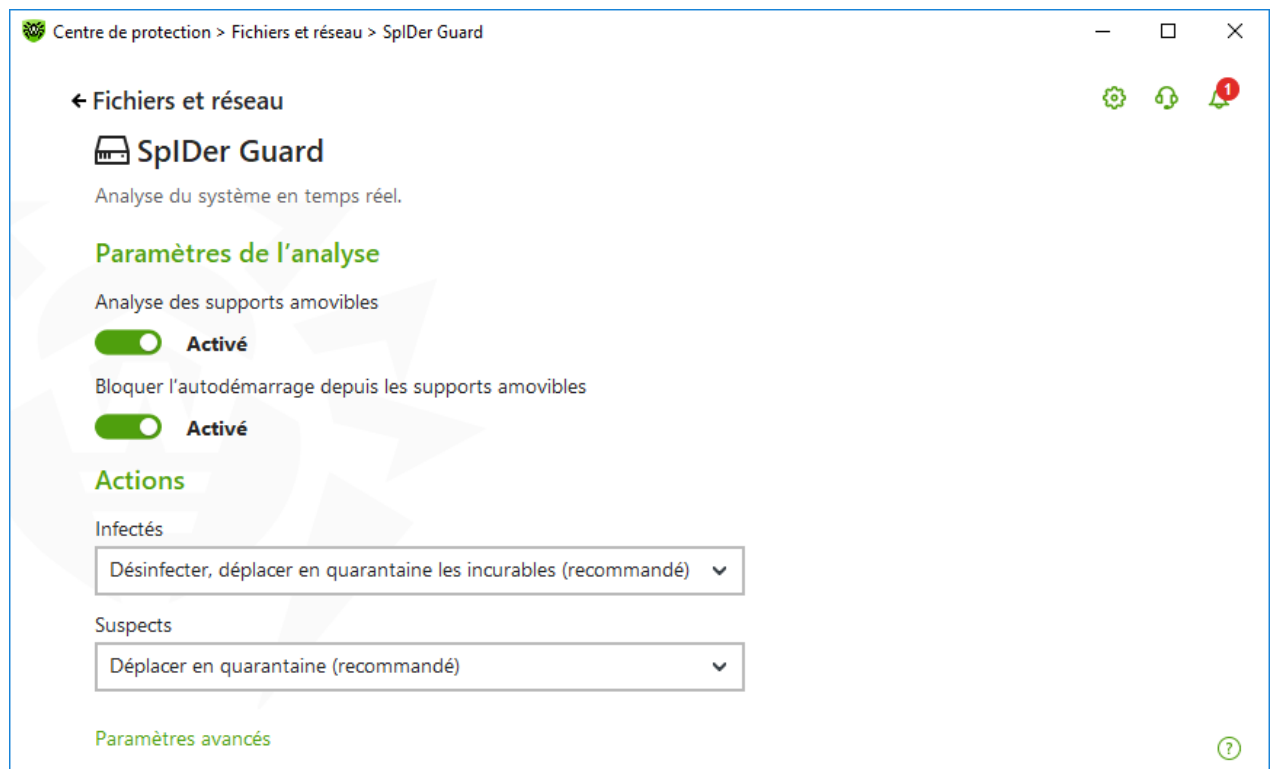 Centre de protection > Fichiers et réseau > SpIDer Guard
Fichiers et réseau
1
SpIDer Guard
Analyse du système en temps réel.
Paramètres de l’analyse
Analyse des supports amovibles
Activé
Bloquer l’autodémarrage depuis les supports amovibles
Activé
Actions
Infectés
Désinfecter, déplacer en quarantaine les incurables (recommandé)
Suspects
Déplacer en quarantaine (recommandé)
Paramètres avancés
?